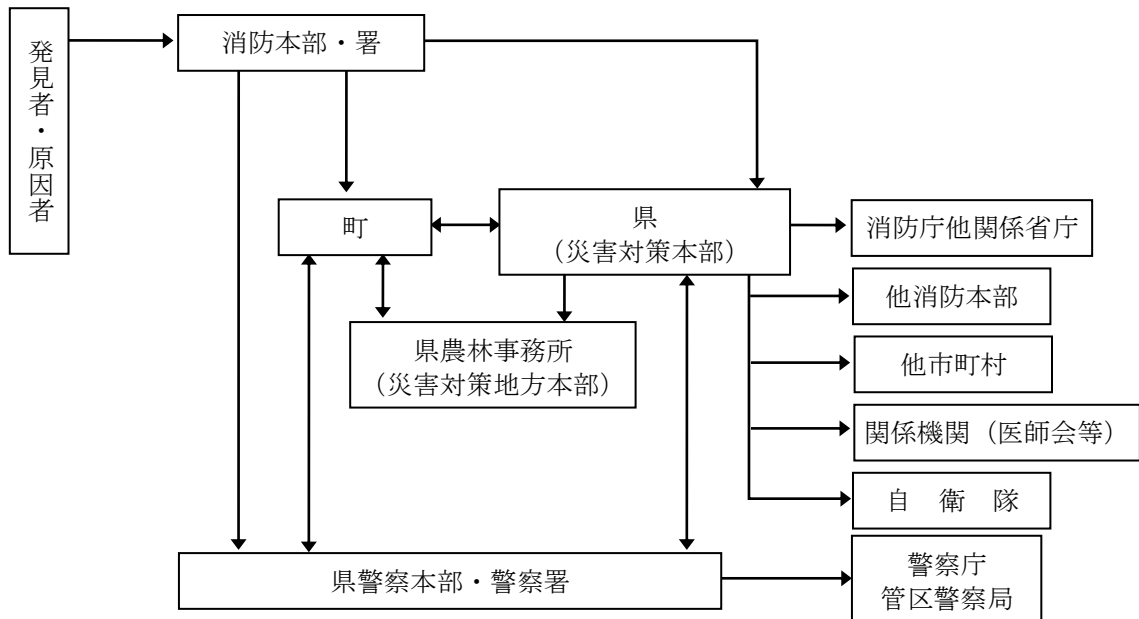 発見者・原因者
消防本部・署
町
県
（災害対策本部）
消防庁他関係省庁
他消防本部
県農林事務所
（災害対策地方本部）
他市町村
関係機関（医師会等）
自　衛　隊
県警察本部・警察署
警察庁
管区警察局